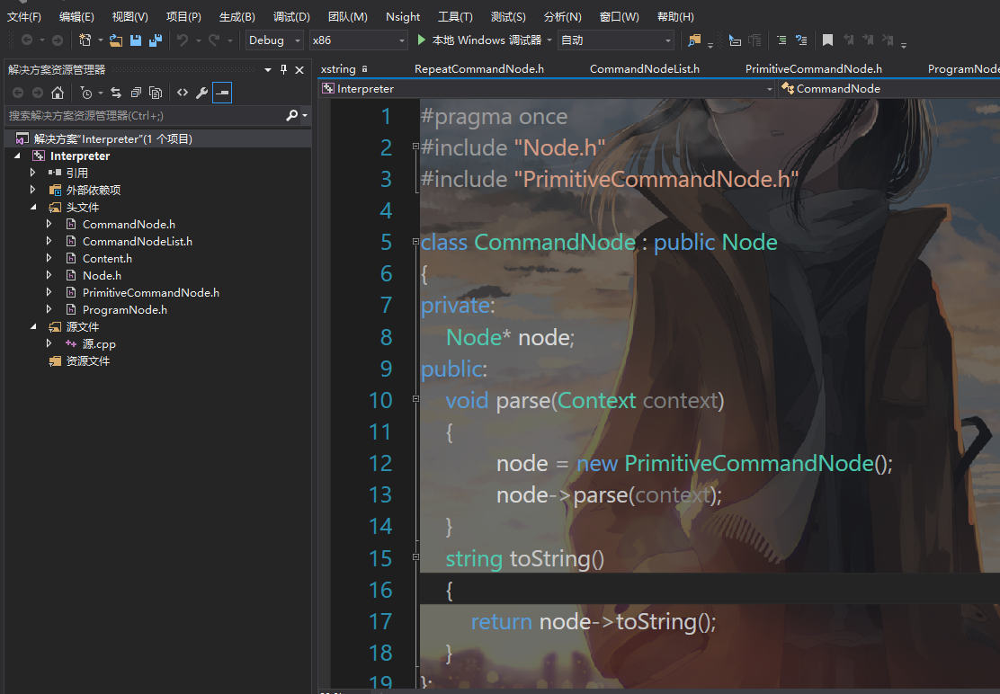 文件(F) 编辑(E) 视图(V) 项目(P) 生成(B) 调试(D) 团队(M) Nsight 工具(T) 测试(S) 分析(N) 窗口(W) 帮助(H)
Debug x86 本地 Windows 调试器 自动
解决方案资源管理器
搜索解决方案资源管理器(Ctrl+;)
解决方案"Interpreter"(1 个项目)
Interpreter
引用
外部依赖项
头文件
CommandNode.h
CommandNodeList.h
Content.h
Node.h
PrimitiveCommandNode.h
ProgramNode.h
源文件
源.cpp
资源文件
xstring RepeatCommandNode.h CommandNodeList.h PrimitiveCommandNode.h ProgramNode
Interpreter CommandNode
1 #pragma once
2 #include "Node.h"
3 #include "PrimitiveCommandNode.h"
4
5 class CommandNode : public Node
6 {
7 private:
8 Node* node;
9 public:
10 void parse(Context context)
11 {
12 node = new PrimitiveCommandNode();
13 node->parse(context);
14 }
15 string toString()
16 {
17 return node->toString();
18 }
19 };